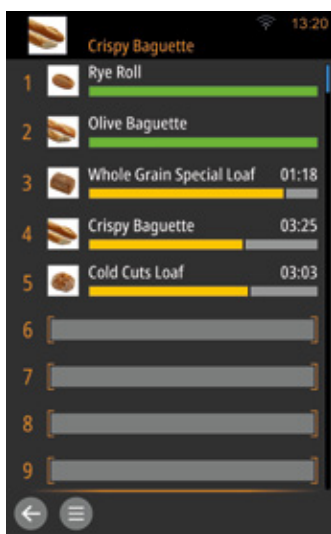 13:20
Crispy Baguette
1 Rye Roll
2 Olive Baguette
3 Whole Grain Special Loaf 01:18
4 Crispy Baguette 03:25
5 Cold Cuts Loaf 03:03
6
7
8
9